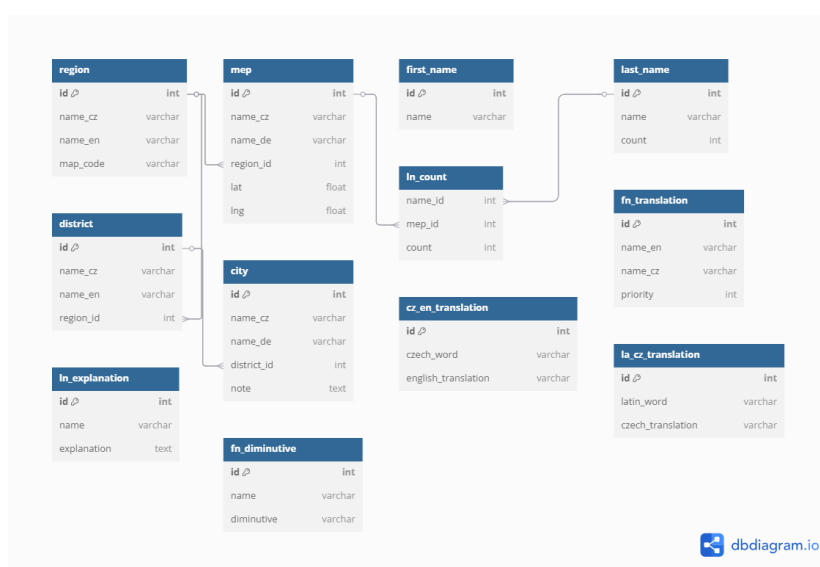 region
id int
name_cz varchar
name_en varchar
map_code varchar
mep
id int
name_cz varchar
name_de varchar
region_id int
lat float
lng float
first_name
id int
name varchar
last_name
id int
name varchar
count int
ln_count
name_id int
mep_id int
count int
fn_translation
id int
name_en varchar
name_cz varchar
priority int
district
id int
name_cz varchar
name_en varchar
region_id int
city
id int
name_cz varchar
name_de varchar
district_id int
note text
cz_en_translation
id int
czech_word varchar
english_translation varchar
la_cz_translation
id int
latin_word varchar
czech_translation varchar
ln_explanation
id int
name varchar
explanation text
fn_diminutive
id int
name varchar
diminutive varchar
dbdiagram.io